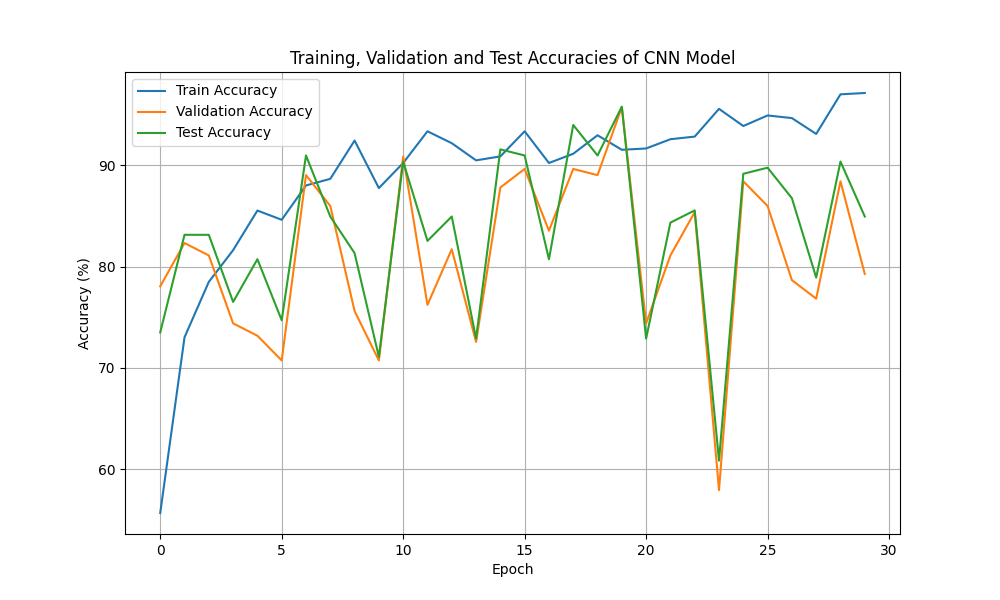 Training, Validation and Test Accuracies of CNN Model
Train Accuracy
Validation Accuracy
Test Accuracy
90
80
70
60
Accuracy (%)
0 5 10 15 20 25 30
Epoch